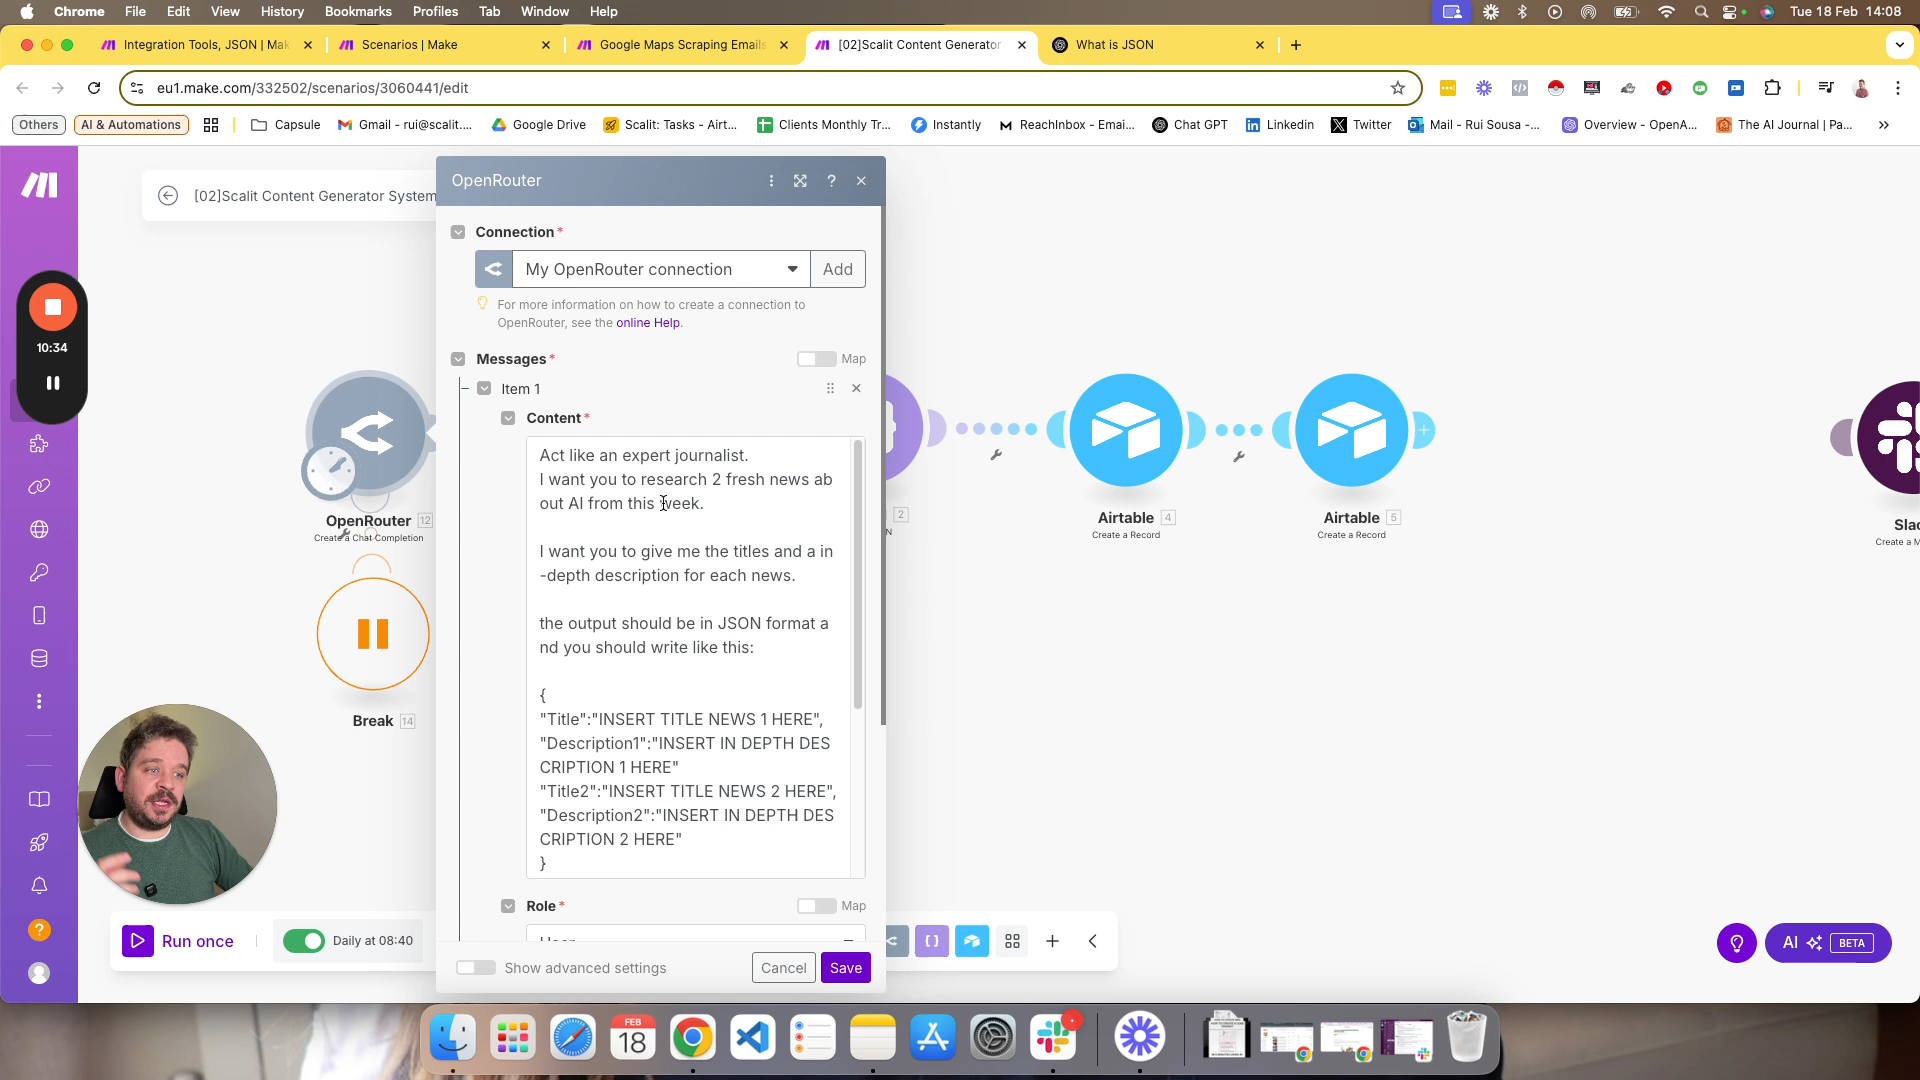 Chrome File Edit View History Bookmarks Profiles Tab Window Help Tue 18 Feb 14:08
Integration Tools, JSON | Mak
Scenarios | Make
Google Maps Scraping Emails
[02]Scalit Content Generator
What is JSON
eu1.make.com/332502/scenarios/3060441/edit
Others
AI & Automations
Capsule
Gmail - rui@scalit....
Google Drive
Scalit: Tasks - Airt...
Clients Monthly Tr...
Instantly
ReachInbox - Emai...
Chat GPT
Linkedin
Twitter
Mail - Rui Sousa -...
Overview - OpenA...
The AI Journal | Pa...
[02]Scalit Content Generator System
10:34
OpenRouter 12
Create a Chat Completion
Break 14
OpenRouter
Connection*
My OpenRouter connection
Add
For more information on how to create a connection to
OpenRouter, see the online Help.
Messages*
Map
Item 1
Content*
Act like an expert journalist.
I want you to research 2 fresh news ab
out AI from this week.
I want you to give me the titles and a in
-depth description for each news.
the output should be in JSON format a
nd you should write like this:
{
"Title":"INSERT TITLE NEWS 1 HERE",
"Description1":"INSERT IN DEPTH DES
CRIPTION 1 HERE"
"Title2":"INSERT TITLE NEWS 2 HERE",
"Description2":"INSERT IN DEPTH DES
CRIPTION 2 HERE"
}
Role*
Map
Show advanced settings
Cancel
Save
2
N
Airtable 4
Create a Record
Airtable 5
Create a Record
Slac
Create a M
Run once
Daily at 08:40
AI BETA
FEB
18